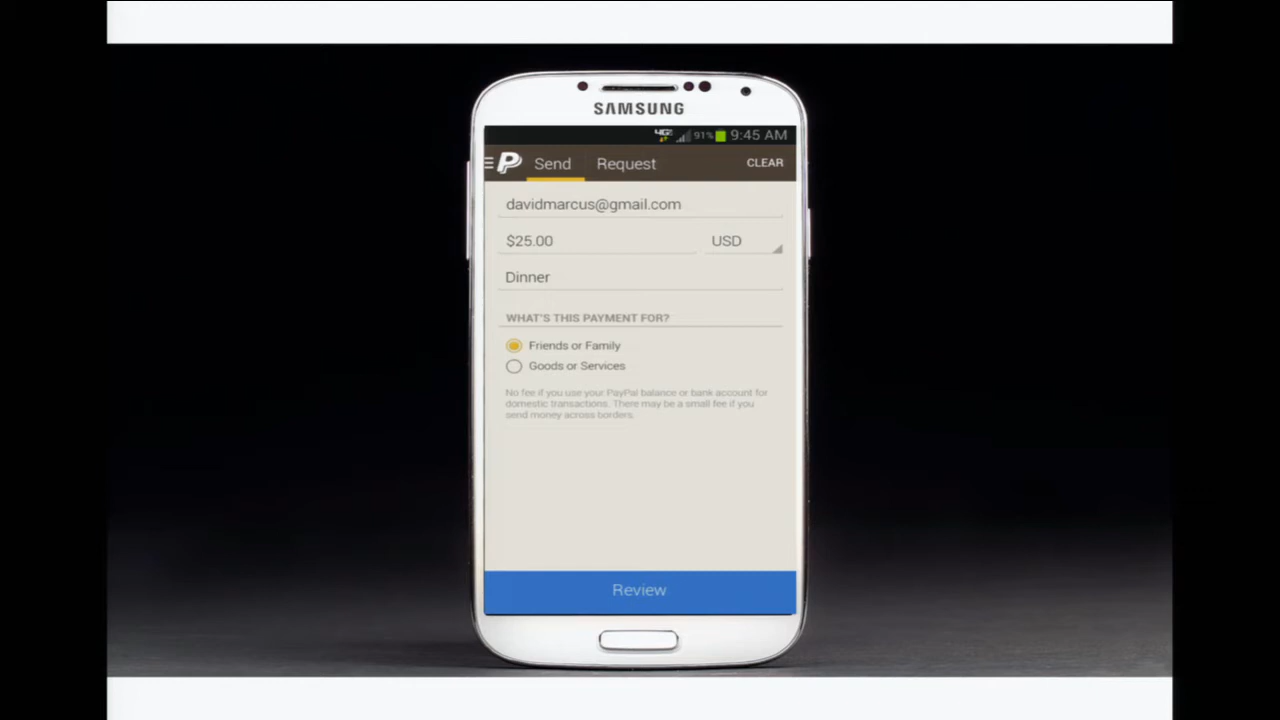 SAMSUNG
4G 91% 9:45 AM
P Send Request CLEAR
davidmarcus@gmail.com
$25.00 USD
Dinner
WHAT'S THIS PAYMENT FOR?
Friends or Family
Goods or Services
No fee if you use your PayPal balance or bank account for
domestic transactions. There may be a small fee if you
send money across borders.
Review